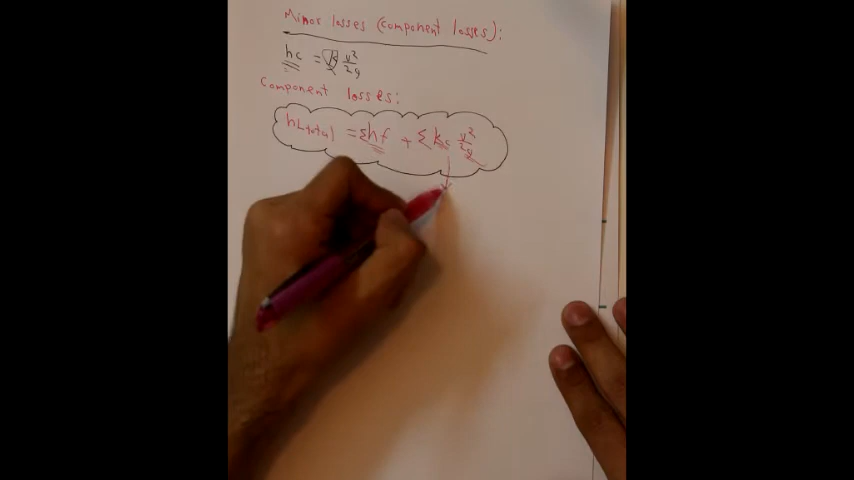 Minor losses (component losses):
hc = k v²/2g
Component losses:
hLtotal = Σhf + Σkc v²/2g